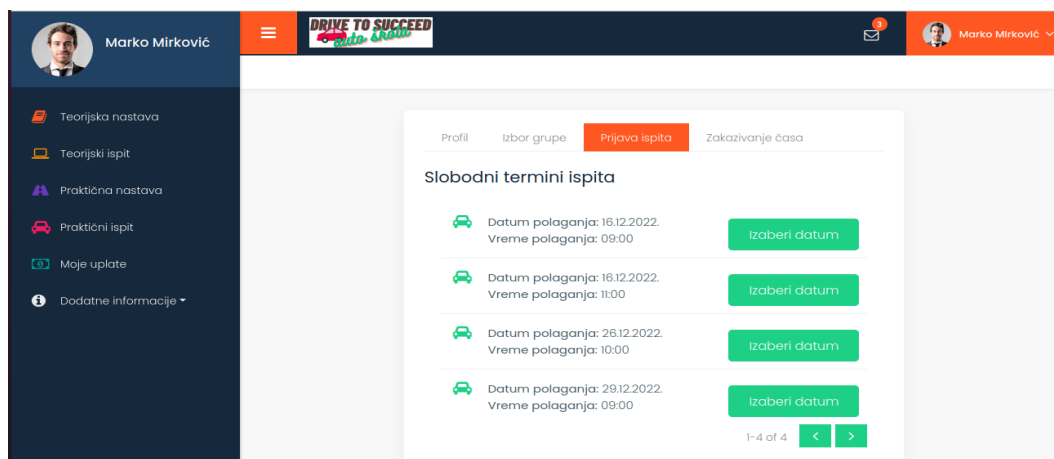 Marko Mirković
DRIVE TO SUCCEED
auto škola
3
Marko Mirković
Teorijska nastava
Teorijski ispit
Praktična nastava
Praktični ispit
Moje uplate
Dodatne informacije
Profil Izbor grupe Prijava ispita Zakazivanje časa
Slobodni termini ispita
Datum polaganja: 16.12.2022.
Vreme polaganja: 09:00
Izaberi datum
Datum polaganja: 16.12.2022.
Vreme polaganja: 11:00
Izaberi datum
Datum polaganja: 26.12.2022.
Vreme polaganja: 10:00
Izaberi datum
Datum polaganja: 29.12.2022.
Vreme polaganja: 09:00
Izaberi datum
1-4 of 4